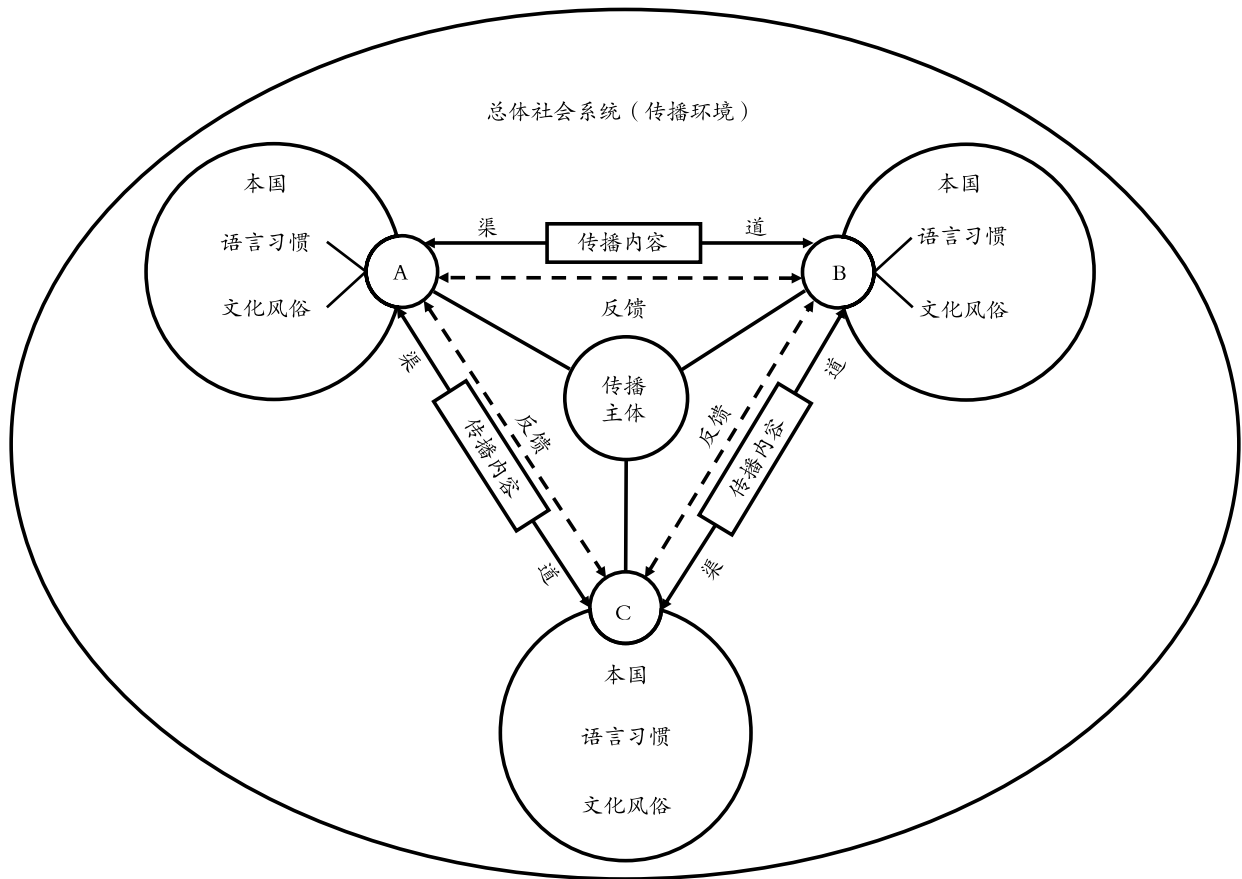 总体社会系统（传播环境）
本国
语言习惯
文化风俗
A
渠
传播内容
道
反馈
B
本国
语言习惯
文化风俗
传播
主体
渠
传播内容
道
反馈
反馈
道
传播内容
渠
C
本国
语言习惯
文化风俗